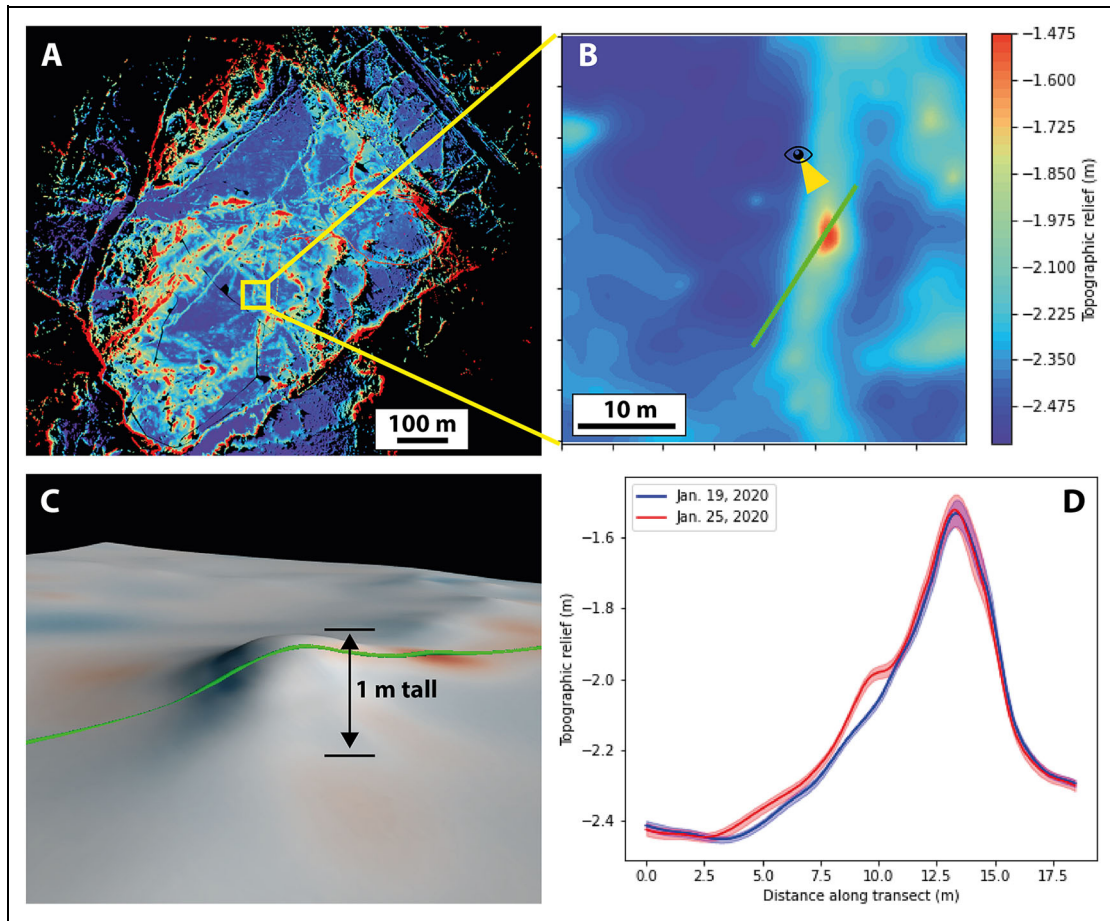 A
100 m
B
10 m
−1.475
−1.600
−1.725
−1.850
−1.975
−2.100
−2.225
−2.350
−2.475
Topographic relief (m)
C
1 m tall
D
Jan. 19, 2020
Jan. 25, 2020
−1.6
−1.8
−2.0
−2.2
−2.4
Topographic relief (m)
0.0 2.5 5.0 7.5 10.0 12.5 15.0 17.5
Distance along transect (m)